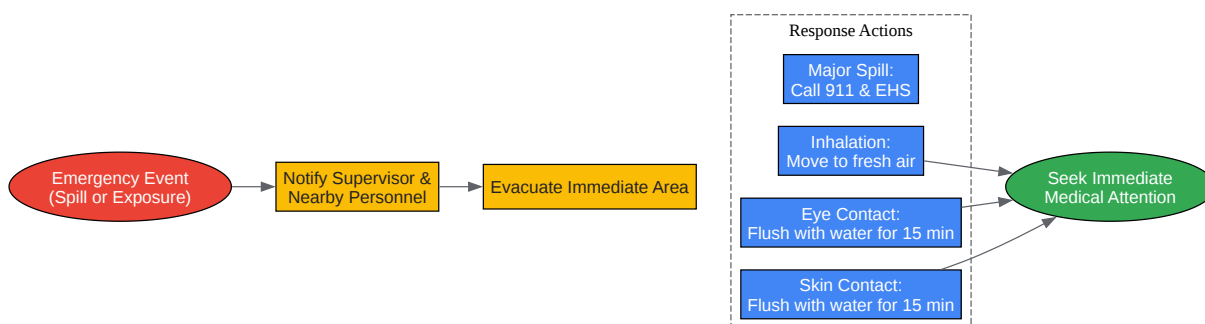 Emergency Event
(Spill or Exposure)
Notify Supervisor &
Nearby Personnel
Evacuate Immediate Area
Response Actions
Major Spill:
Call 911 & EHS
Inhalation:
Move to fresh air
Eye Contact:
Flush with water for 15 min
Skin Contact:
Flush with water for 15 min
Seek Immediate
Medical Attention